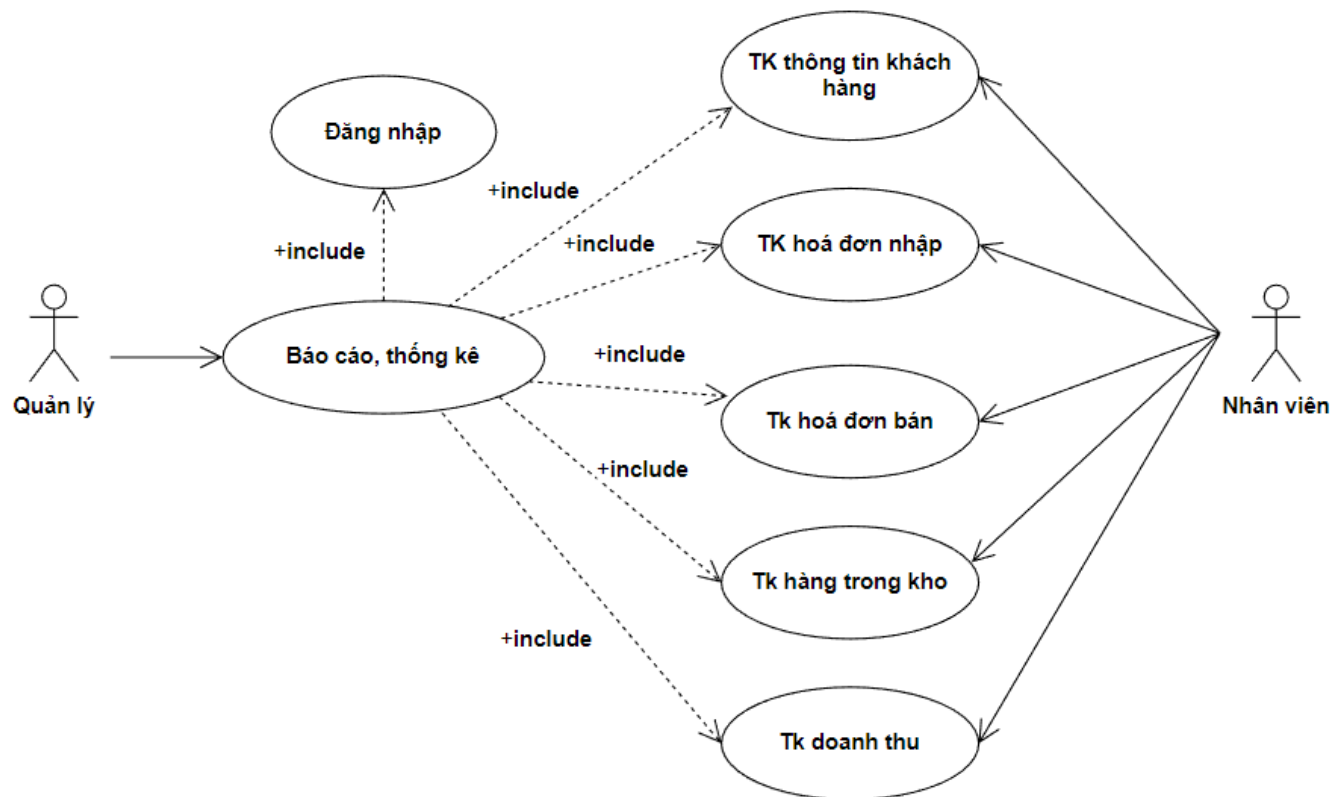 TK thông tin khách
hàng
Đăng nhập
+include
+include
+include
TK hoá đơn nhập
Báo cáo, thống kê
+include
Quản lý
Tk hoá đơn bán
Nhân viên
+include
Tk hàng trong kho
+include
Tk doanh thu